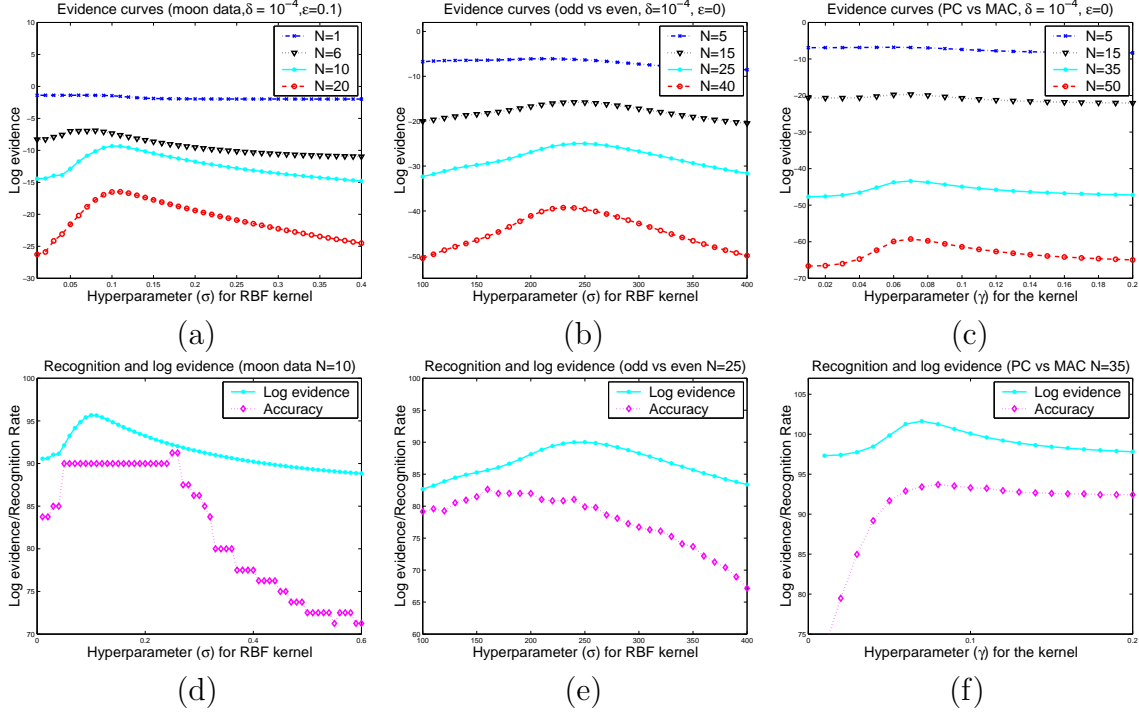 Evidence curves (moon data,δ = 10⁻⁴,ε=0.1)
N=1
N=6
N=10
N=20
Log evidence
10
5
0
−5
−10
−15
−20
−25
−30
0.05
0.1
0.15
0.2
0.25
0.3
0.35
0.4
Hyperparameter (σ) for RBF kernel
(a)
Evidence curves (odd vs even, δ=10⁻⁴, ε=0)
N=5
N=15
N=25
N=40
Log evidence
0
−10
−20
−30
−40
−50
100
150
200
250
300
350
400
Hyperparameter (σ) for RBF kernel
(b)
Evidence curves (PC vs MAC, δ = 10⁻⁴, ε=0)
N=5
N=15
N=35
N=50
Log evidence
0
−10
−20
−30
−40
−50
−60
−70
0.02
0.04
0.06
0.08
0.1
0.12
0.14
0.16
0.18
0.2
Hyperparameter (γ) for the kernel
(c)
Recognition and log evidence (moon data N=10)
Log evidence
Accuracy
Log evidence/Recognition Rate
100
95
90
85
80
75
70
0
0.2
0.4
0.6
Hyperparameter (σ) for RBF kernel
(d)
Recognition and log evidence (odd vs even N=25)
Log evidence
Accuracy
Log evidence/Recognition Rate
100
95
90
85
80
75
70
65
60
100
150
200
250
300
350
400
Hyperparameter (σ) for RBF kernel
(e)
Recognition and log evidence (PC vs MAC N=35)
Log evidence
Accuracy
Log evidence/Recognition Rate
105
100
95
90
85
80
75
0
0.1
0.2
Hyperparameter (γ) for the kernel
(f)